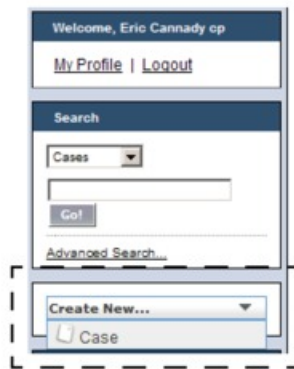 Welcome, Eric Cannady cp
My Profile | Logout
Search
Cases
Go!
Advanced Search...
Create New...
Case